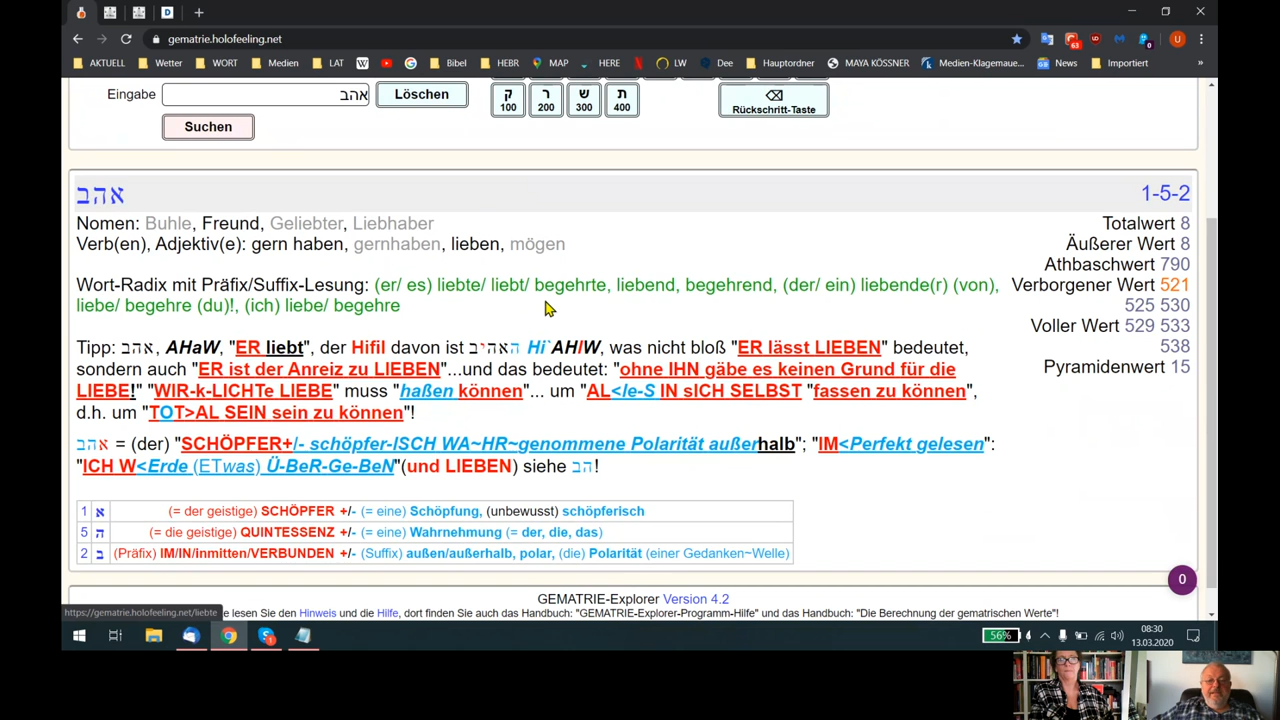 gematrie.holofeeling.net
AKTUELL Wetter WORT Medien LAT Bibel HEBR MAP HERE LW Dee Hauptordner MAYA KÖSSNER Medien-Klagemaue... News Importiert »
Eingabe אהב Löschen ק 100 ר 200 ש 300 ת 400 Rückschritt-Taste
Suchen
אהב 1-5-2
Nomen: Buhle, Freund, Geliebter, Liebhaber Totalwert 8
Verb(en), Adjektiv(e): gern haben, gernhaben, lieben, mögen Äußerer Wert 8
Athbaschwert 790
Wort-Radix mit Präfix/Suffix-Lesung: (er/ es) liebte/ liebt/ begehrte, liebend, begehrend, (der/ ein) liebende(r) (von), Verborgener Wert 521
liebe/ begehre (du)!, (ich) liebe/ begehre 525 530
Voller Wert 529 533
Tipp: אהב, AHaW, "ER liebt", der Hifil davon ist האהיב Hi`AHIW, was nicht bloß "ER lässt LIEBEN" bedeutet, 538
sondern auch "ER ist der Anreiz zu LIEBEN"...und das bedeutet: "ohne IHN gäbe es keinen Grund für die Pyramidenwert 15
LIEBE!" "WIR-k-LICHTe LIEBE" muss "haßen können"... um "AL<le-S IN sICH SELBST "fassen zu können",
d.h. um "TOT>AL SEIN sein zu können"!
אהב = (der) "SCHÖPFER+/- schöpfer-ISCH WA~HR~genommene Polarität außerhalb"; "IM<Perfekt gelesen":
"ICH W<Erde (ETwas) Ü-BeR-Ge-BeN"(und LIEBEN) siehe הב!
1 א (= der geistige) SCHÖPFER +/- (= eine) Schöpfung, (unbewusst) schöpferisch
5 ה (= die geistige) QUINTESSENZ +/- (= eine) Wahrnehmung (= der, die, das)
2 ב (Präfix) IM/IN/inmitten/VERBUNDEN +/- (Suffix) außen/außerhalb, polar, (die) Polarität (einer Gedanken~Welle)
0
GEMATRIE-Explorer Version 4.2
https://gematrie.holofeeling.net/liebte e lesen Sie den Hinweis und die Hilfe, dort finden Sie auch das Handbuch: "GEMATRIE-Explorer-Programm-Hilfe" und das Handbuch: "Die Berechnung der gematrischen Werte"!
56% 08:30
13.03.2020